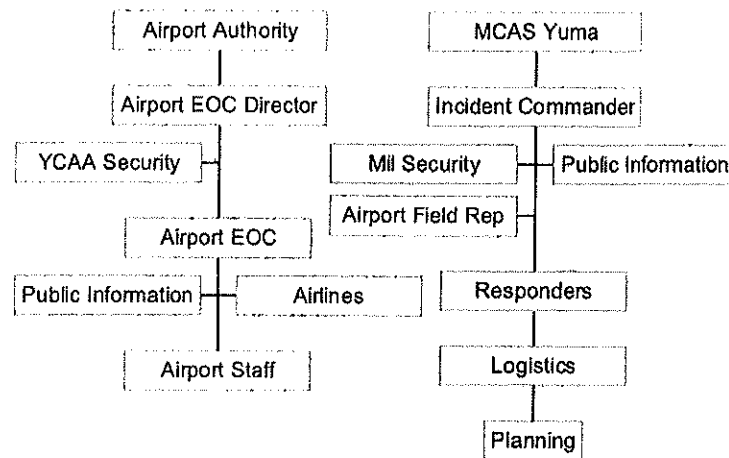 Airport Authority
Airport EOC Director
YCAA Security
Airport EOC
Public Information
Airlines
Airport Staff
MCAS Yuma
Incident Commander
Mil Security
Public Information
Airport Field Rep
Responders
Logistics
Planning